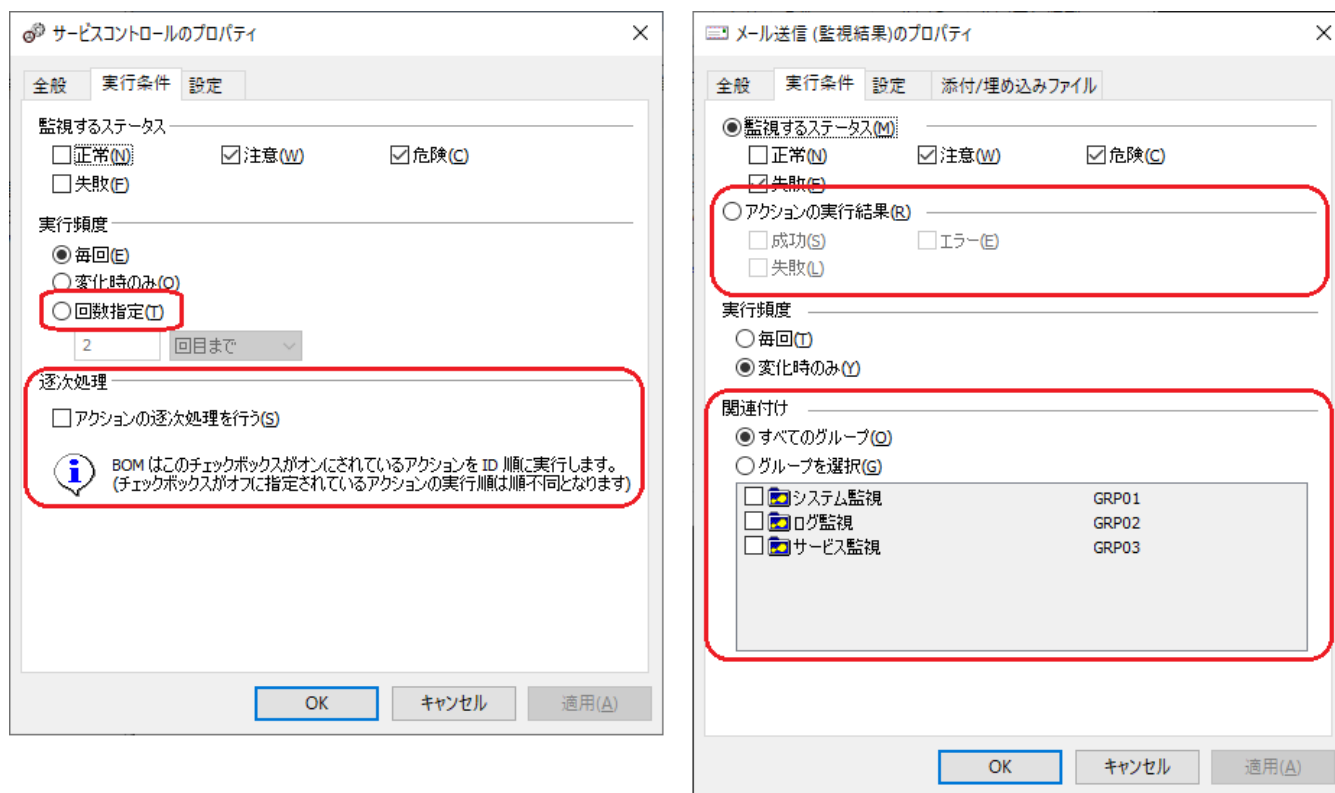 サービスコントロールのプロパティ
全般 実行条件 設定
監視するステータス
正常(N) 注意(W) 危険(C)
失敗(F)
実行頻度
毎回(E)
変化時のみ(O)
回数指定(T)
2 回目まで
逐次処理
アクションの逐次処理を行う(S)
BOM はこのチェックボックスがオンにされているアクションを ID 順に実行します。
(チェックボックスがオフに指定されているアクションの実行順は順不同となります)
OK キャンセル 適用(A)
メール送信 (監視結果)のプロパティ
全般 実行条件 設定 添付/埋め込みファイル
監視するステータス(M)
正常(N) 注意(W) 危険(C)
失敗(F)
アクションの実行結果(R)
成功(S) エラー(E)
失敗(L)
実行頻度
毎回(T)
変化時のみ(Y)
関連付け
すべてのグループ(O)
グループを選択(G)
システム監視 GRP01
ログ監視 GRP02
サービス監視 GRP03
OK キャンセル 適用(A)